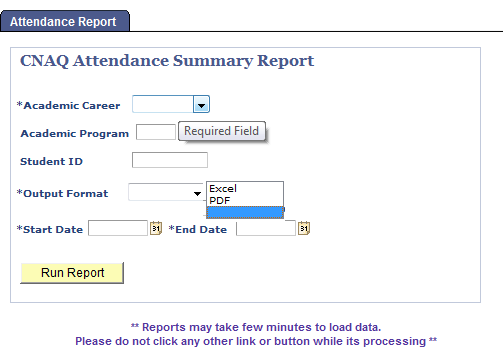 Attendance Report
CNAQ Attendance Summary Report
*Academic Career
Academic Program
Required Field
Student ID
*Output Format
Excel
PDF
*Start Date 31 *End Date 31
Run Report
** Reports may take few minutes to load data.
Please do not click any other link or button while its processing **